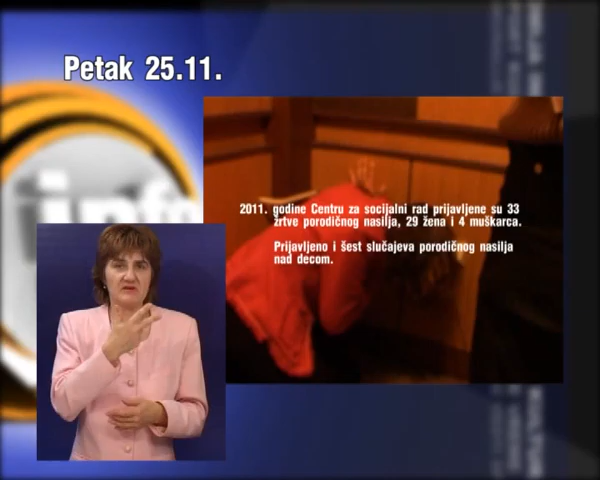 Petak 25.11.
info
2011. godine Centru za socijalni rad prijavljene su 33
žrtve porodičnog nasilja, 29 žena i 4 muškarca.
Prijavljeno i šest slučajeva porodičnog nasilja
nad decom.